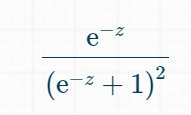 e^{-z}
(e^{-z} + 1)^2